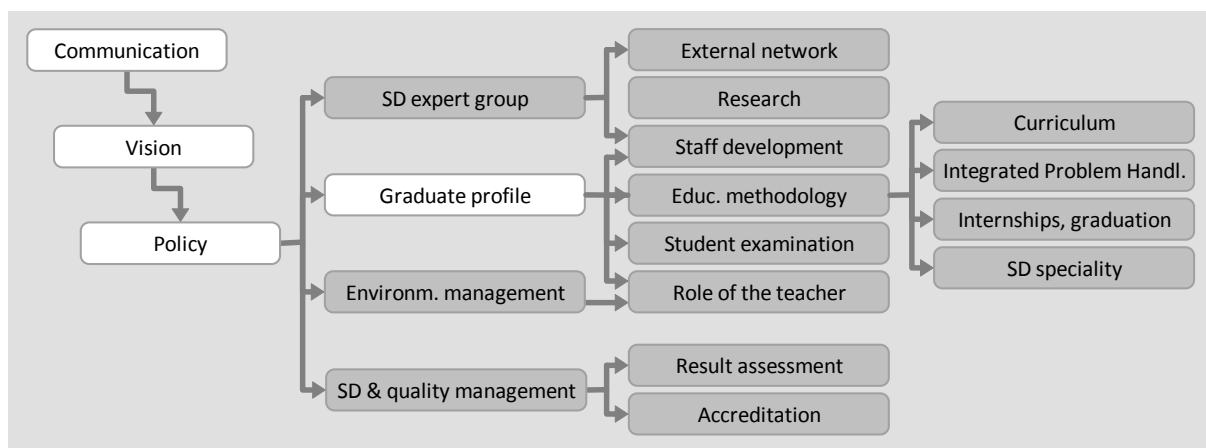 Communication
Vision
Policy
SD expert group
Graduate profile
Environm. management
SD & quality management
External network
Research
Staff development
Educ. methodology
Student examination
Role of the teacher
Result assessment
Accreditation
Curriculum
Integrated Problem Handl.
Internships, graduation
SD speciality